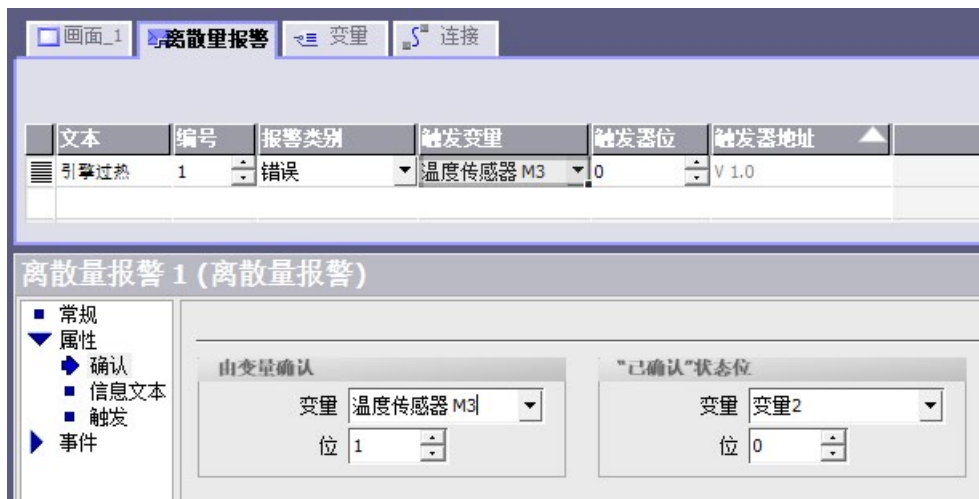 画面_1 离散量报警 变量 连接
文本 编号 报警类别 触发变量 触发器位 触发器地址
引擎过热 1 错误 温度传感器 M3 0 V 1.0
离散量报警 1 (离散量报警)
常规
属性
确认
信息文本
触发
事件
由变量确认
变量 温度传感器 M3
位 1
"已确认"状态位
变量 变量2
位 0